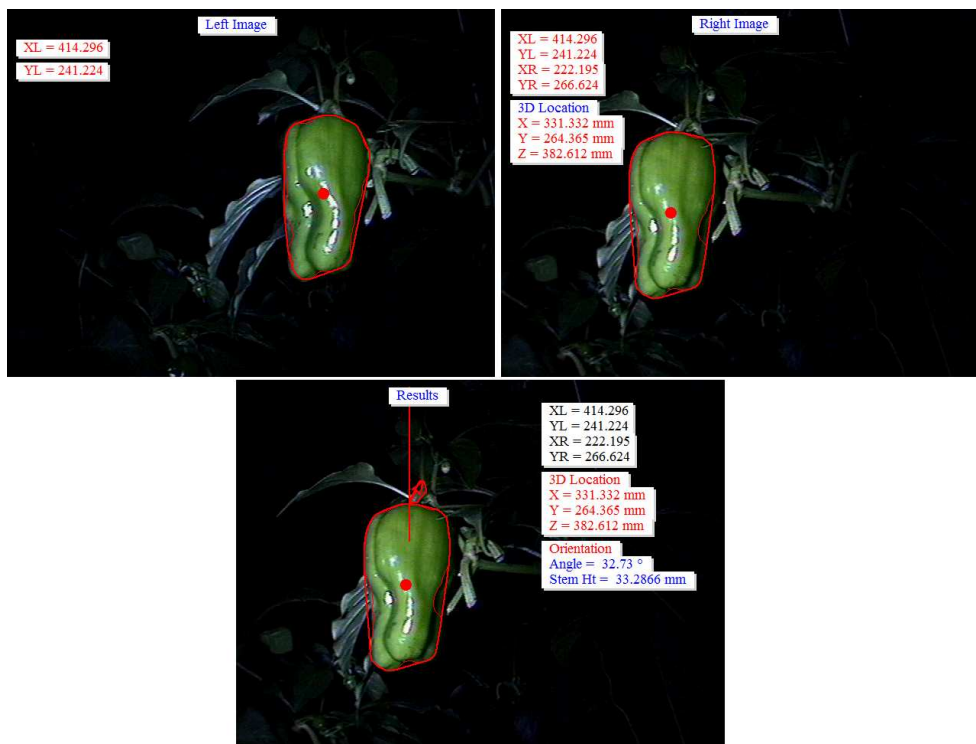 Left Image
XL = 414.296
YL = 241.224
Right Image
XL = 414.296
YL = 241.224
XR = 222.195
YR = 266.624
3D Location
X = 331.332 mm
Y = 264.365 mm
Z = 382.612 mm
Results
XL = 414.296
YL = 241.224
XR = 222.195
YR = 266.624
3D Location
X = 331.332 mm
Y = 264.365 mm
Z = 382.612 mm
Orientation
Angle = 32.73 °
Stem Ht = 33.2866 mm